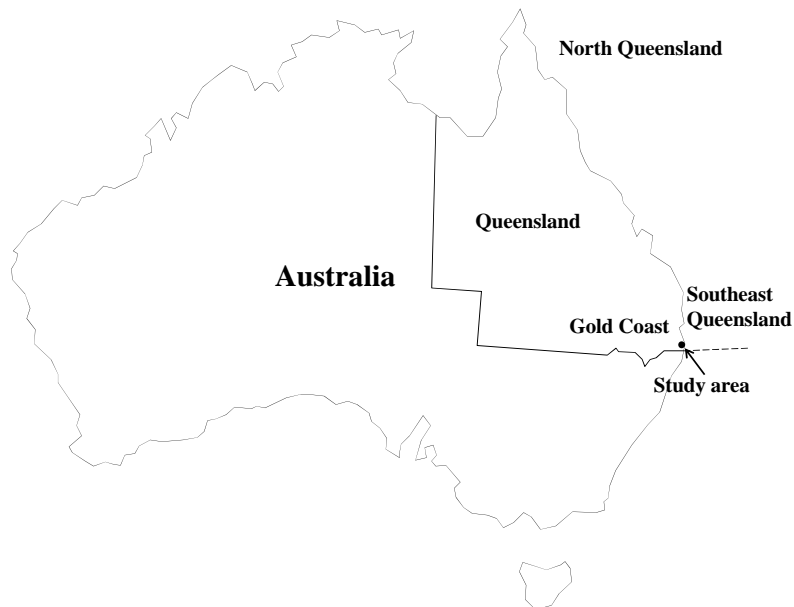 North Queensland
Queensland
Australia
Southeast
Queensland
Gold Coast
Study area